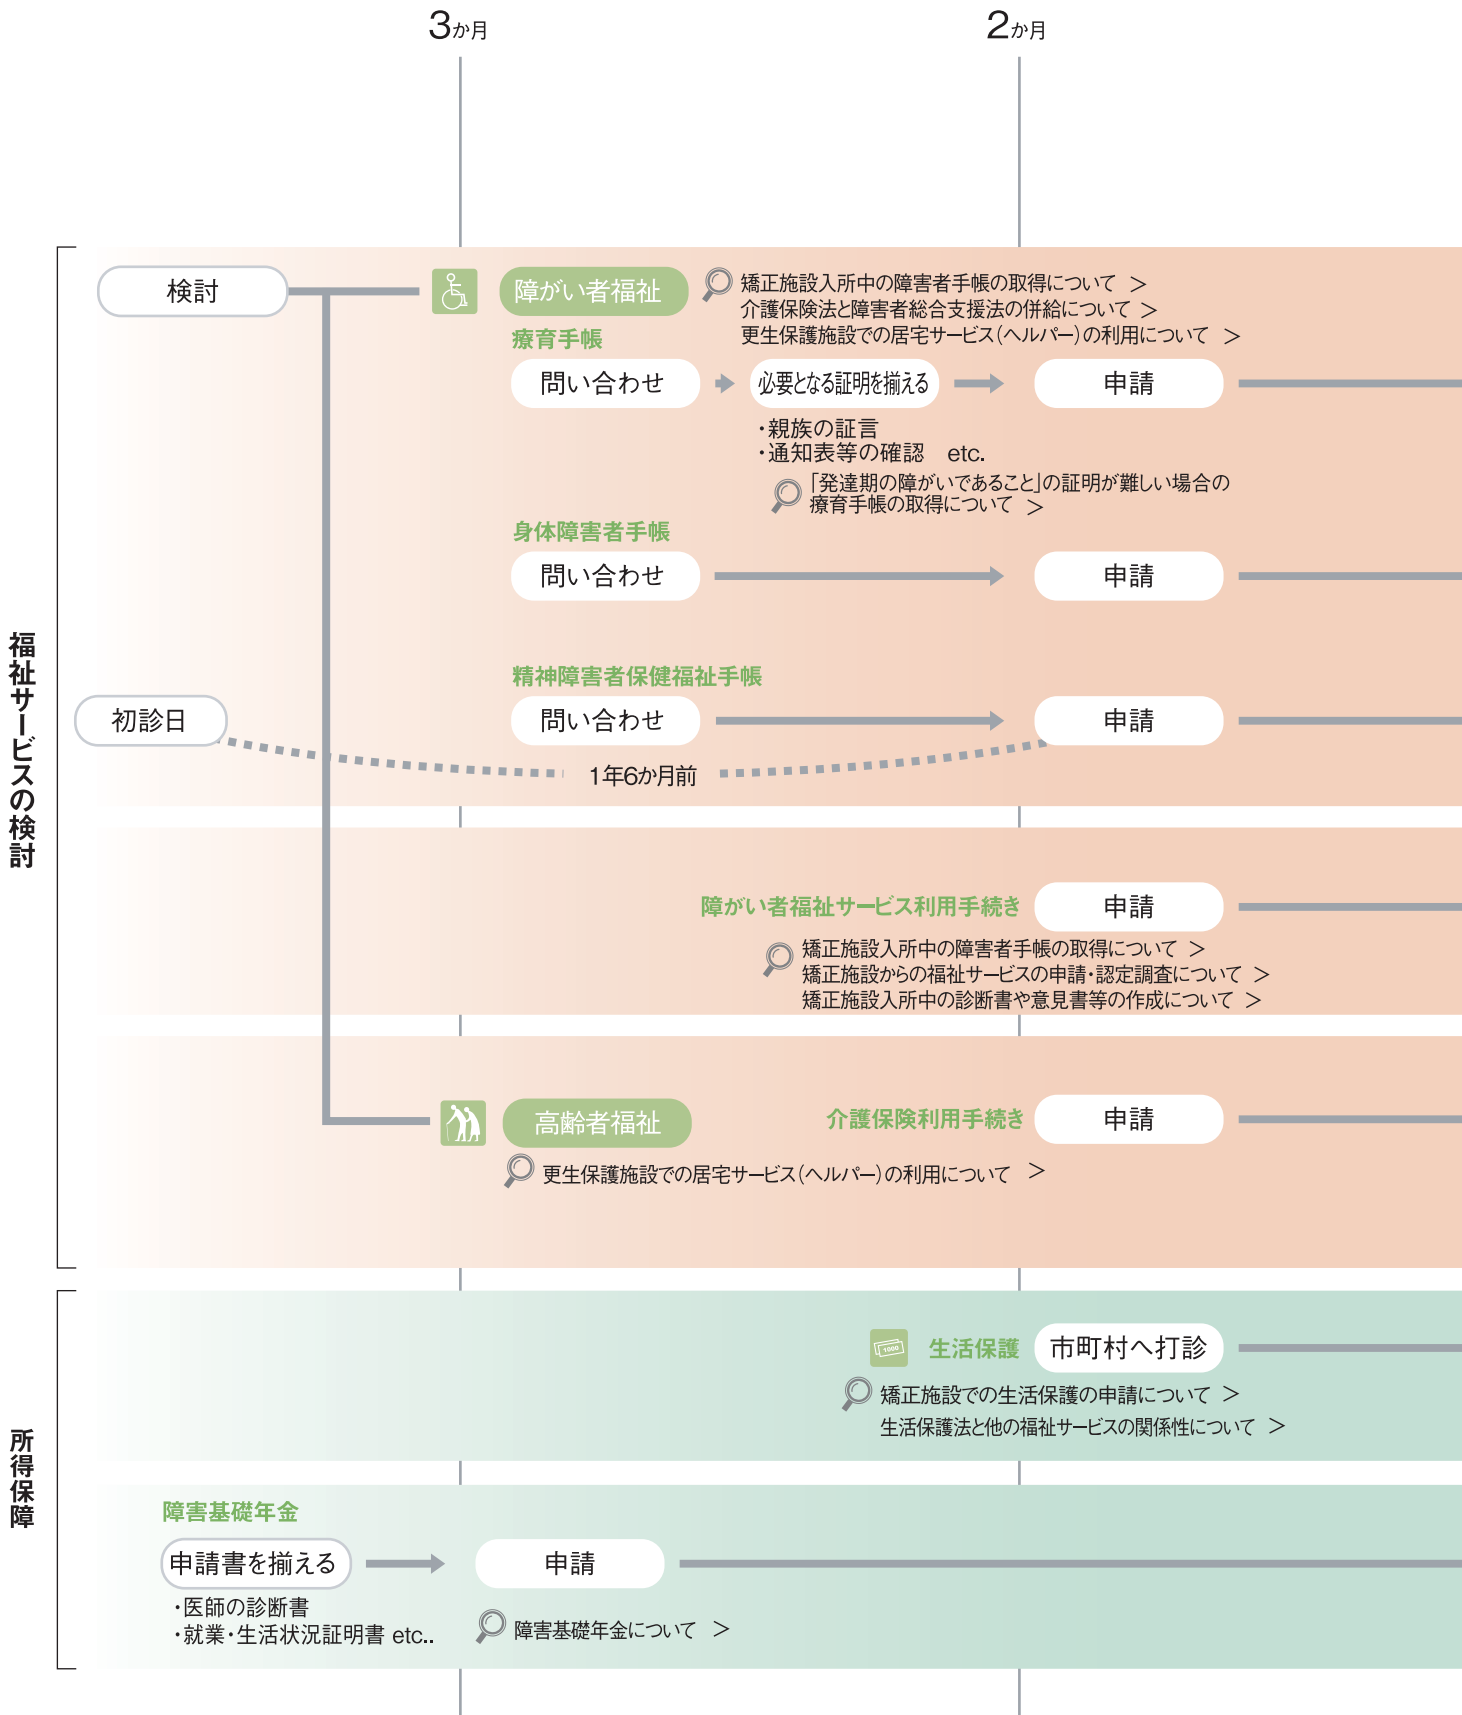 3か月
2か月
福祉サービスの検討
検討
障がい者福祉
矯正施設入所中の障害者手帳の取得について ＞
介護保険法と障害者総合支援法の併給について ＞
更生保護施設での居宅サービス（ヘルパー）の利用について ＞
療育手帳
問い合わせ
必要となる証明を揃える
申請
・親族の証言
・通知表等の確認 etc.
「発達期の障がいであること」の証明が難しい場合の
療育手帳の取得について ＞
身体障害者手帳
問い合わせ
申請
精神障害者保健福祉手帳
初診日
問い合わせ
申請
1年6か月前
障がい者福祉サービス利用手続き
申請
矯正施設入所中の障害者手帳の取得について ＞
矯正施設からの福祉サービスの申請・認定調査について ＞
矯正施設入所中の診断書や意見書等の作成について ＞
高齢者福祉
介護保険利用手続き
申請
更生保護施設での居宅サービス（ヘルパー）の利用について ＞
所得保障
1000
生活保護
市町村へ打診
矯正施設での生活保護の申請について ＞
生活保護法と他の福祉サービスの関係性について ＞
障害基礎年金
申請書を揃える
申請
・医師の診断書
・就業・生活状況証明書 etc..
障害基礎年金について ＞